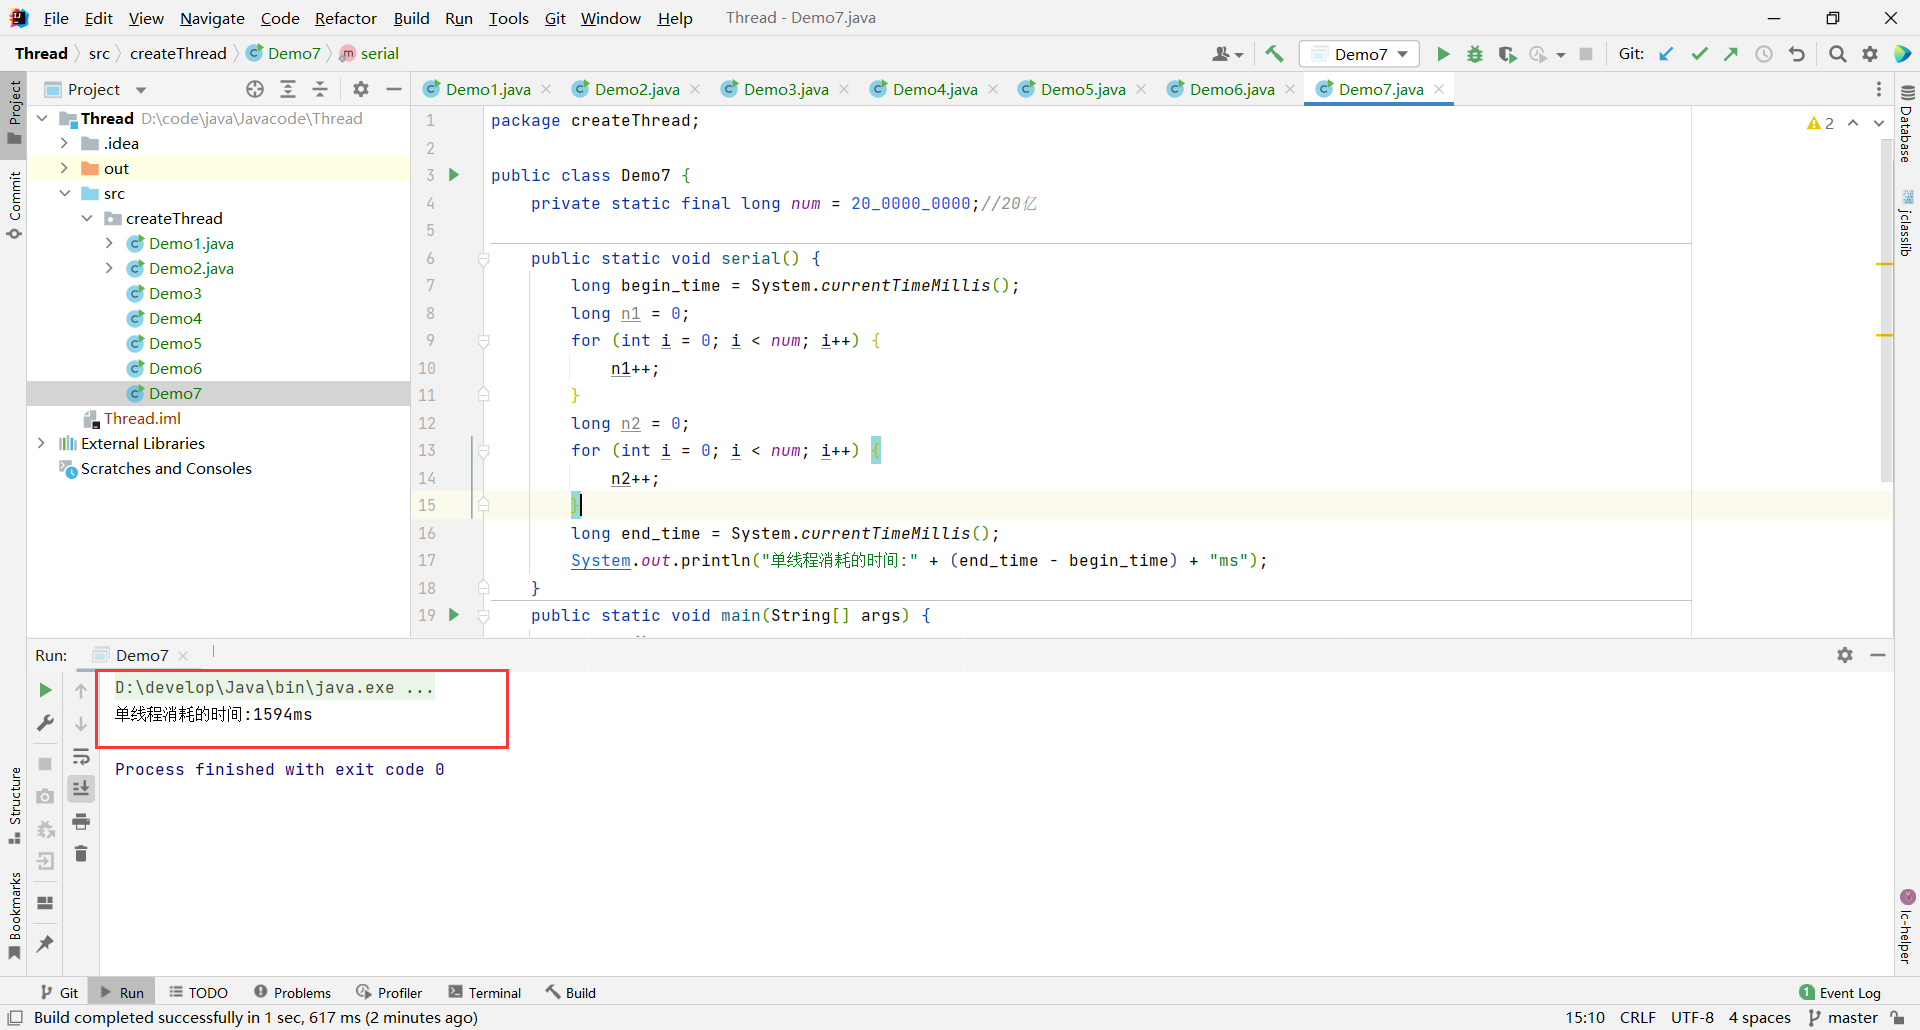 File Edit View Navigate Code Refactor Build Run Tools Git Window Help Thread - Demo7.java
Thread src createThread Demo7 serial Demo7 Git:
Project Demo1.java Demo2.java Demo3.java Demo4.java Demo5.java Demo6.java Demo7.java
Project
Commit
Structure
Bookmarks
Thread D:\code\java\Javacode\Thread
.idea
out
src
createThread
Demo1.java
Demo2.java
Demo3
Demo4
Demo5
Demo6
Demo7
Thread.iml
External Libraries
Scratches and Consoles
2
1 package createThread;
2
3 public class Demo7 {
4 private static final long num = 20_0000_0000;//20亿
5
6 public static void serial() {
7 long begin_time = System.currentTimeMillis();
8 long n1 = 0;
9 for (int i = 0; i < num; i++) {
10 n1++;
11 }
12 long n2 = 0;
13 for (int i = 0; i < num; i++) {
14 n2++;
15 }
16 long end_time = System.currentTimeMillis();
17 System.out.println("单线程消耗的时间:" + (end_time - begin_time) + "ms");
18 }
19 public static void main(String[] args) {
Database
jclasslib
lc-helper
Run: Demo7
D:\develop\Java\bin\java.exe ...
单线程消耗的时间:1594ms
Process finished with exit code 0
Git Run TODO Problems Profiler Terminal Build 1 Event Log
Build completed successfully in 1 sec, 617 ms (2 minutes ago) 15:10 CRLF UTF-8 4 spaces master